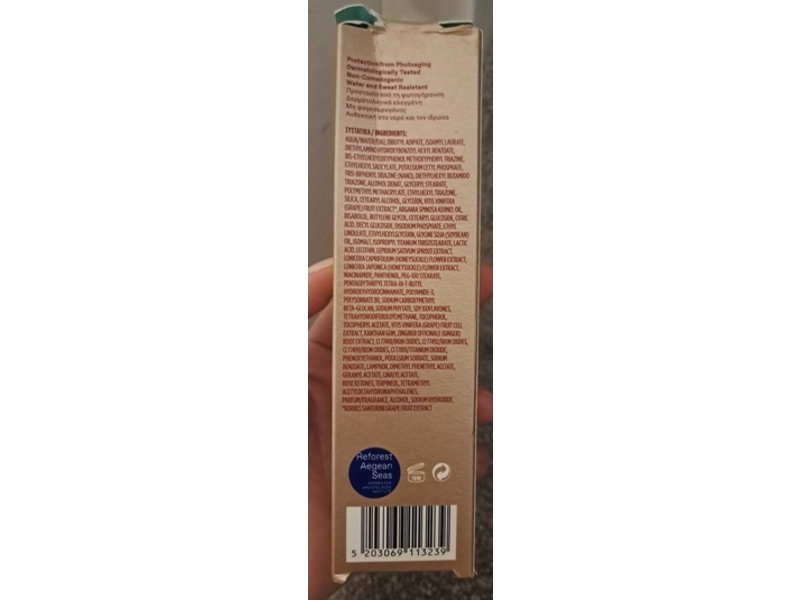 Protection from Photoaging
Dermatologically Tested
Non-Comedogenic
Water and Sweat Resistant
Προστασία από τη φωτογήρανση
Δερματολογικά ελεγμένη
Μη φαγεσωρογόνος
Ανθεκτική στο νερό και τον ιδρώτα
ΣΥΣΤΑΤΙΚΑ / INGREDIENTS:
AQUA/WATER/EAU, DIBUTYL ADIPATE, ISOAMYL LAURATE,
DIETHYLAMINO HYDROXYBENZOYL HEXYL BENZOATE,
BIS-ETHYLHEXYLOXYPHENOL METHOXYPHENYL TRIAZINE,
ETHYLHEXYL SALICYLATE, POTASSIUM CETYL PHOSPHATE,
TRIS-BIPHENYL TRIAZINE (NANO), DIETHYLHEXYL BUTAMIDO
TRIAZONE, ALCOHOL DENAT., GLYCERYL STEARATE,
POLYMETHYL METHACRYLATE, ETHYLHEXYL TRIAZONE,
SILICA, CETEARYL ALCOHOL, GLYCERIN, VITIS VINIFERA
(GRAPE) FRUIT EXTRACT*, ARGANIA SPINOSA KERNEL OIL,
BISABOLOL, BUTYLENE GLYCOL, CETEARYL GLUCOSIDE, CITRIC
ACID, DECYL GLUCOSIDE, DISODIUM PHOSPHATE, ETHYL
LINOLEATE, ETHYLHEXYLGLYCERIN, GLYCINE SOJA (SOYBEAN)
OIL, ISOMALT, ISOPROPYL TITANIUM TRIISOSTEARATE, LACTIC
ACID, LECITHIN, LEPIDIUM SATIVUM SPROUT EXTRACT,
LONICERA CAPRIFOLIUM (HONEYSUCKLE) FLOWER EXTRACT,
LONICERA JAPONICA (HONEYSUCKLE) FLOWER EXTRACT,
NIACINAMIDE, PANTHENOL, PEG-100 STEARATE,
PENTAERYTHRITYL TETRA-DI-T-BUTYL
HYDROXYHYDROCINNAMATE, POLYAMIDE-3,
POLYSORBATE 80, SODIUM CARBOXYMETHYL
BETA-GLUCAN, SODIUM PHYTATE, SOY ISOFLAVONES,
TETRAHYDRODIFERULOYLMETHANE, TOCOPHEROL,
TOCOPHERYL ACETATE, VITIS VINIFERA (GRAPE) FRUIT CELL
EXTRACT, XANTHAN GUM, ZINGIBER OFFICINALE (GINGER)
ROOT EXTRACT, CI 77491/IRON OXIDES, CI 77492/IRON OXIDES,
CI 77499/IRON OXIDES, CI 77891/TITANIUM DIOXIDE,
PHENOXYETHANOL, POTASSIUM SORBATE, SODIUM
BENZOATE, CAMPHOR, DIMETHYL PHENETHYL ACETATE,
GERANYL ACETATE, LINALYL ACETATE,
ROSE KETONES, TERPINEOL, TETRAMETHYL
ACETYLOCTAHYDRONAPHTHALENES,
PARFUM/FRAGRANCE, ALCOHOL, SODIUM HYDROXIDE.
*KORRES SANTORINI GRAPE FRUIT EXTRACT
Reforest
Aegean
Seas
12M
5 203069 113239